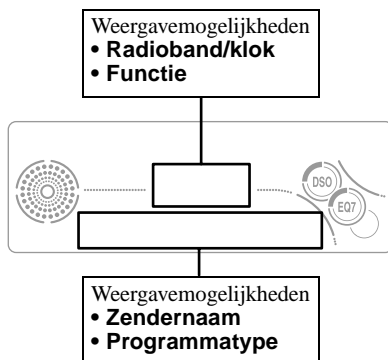 Weergavemogelijkheden
• Radioband/klok
• Functie
DSO
EQ7
Weergavemogelijkheden
• Zendernaam
• Programmatype